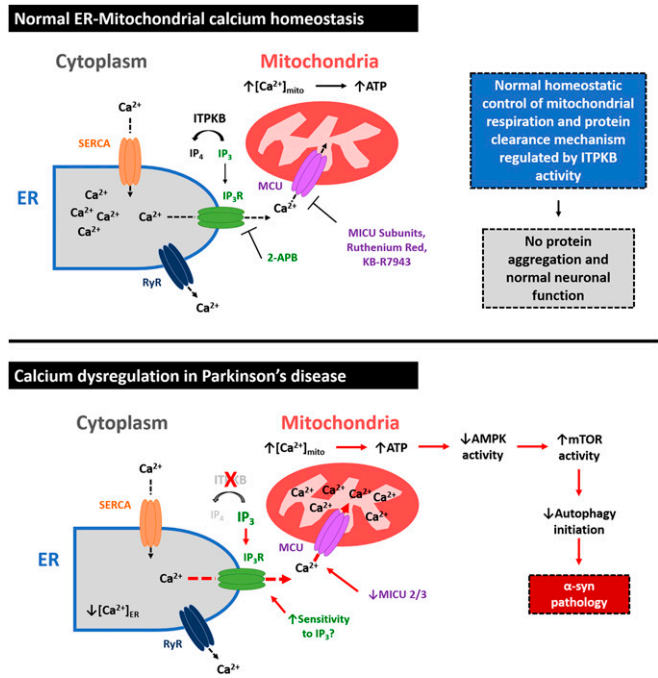 Normal ER-Mitochondrial calcium homeostasis
Cytoplasm
Mitochondria
↑[Ca²⁺]mito → ↑ATP
Ca²⁺
SERCA
ITPKB
IP₄ IP₃
MCU
ER
Ca²⁺
Ca²⁺ Ca²⁺
Ca²⁺
Ca²⁺
IP₃R
Ca²⁺
2-APB
MICU Subunits,
Ruthenium Red,
KB-R7943
RyR
Ca²⁺
Normal homeostatic
control of mitochondrial
respiration and protein
clearance mechanism
regulated by ITPKB
activity
No protein
aggregation and
normal neuronal
function
Calcium dysregulation in Parkinson's disease
Cytoplasm
Mitochondria
↑[Ca²⁺]mito → ↑ATP
↓AMPK
activity
↑mTOR
activity
↓Autophagy
initiation
α-syn
pathology
Ca²⁺
SERCA
ITPKB
X
IP₄ IP₃
Ca²⁺ Ca²⁺
Ca²⁺ Ca²⁺
Ca²⁺ Ca²⁺
MCU
ER
IP₃R
Ca²⁺
Ca²⁺
↓MICU 2/3
↓[Ca²⁺]ER
↑Sensitivity
to IP₃?
RyR
Ca²⁺